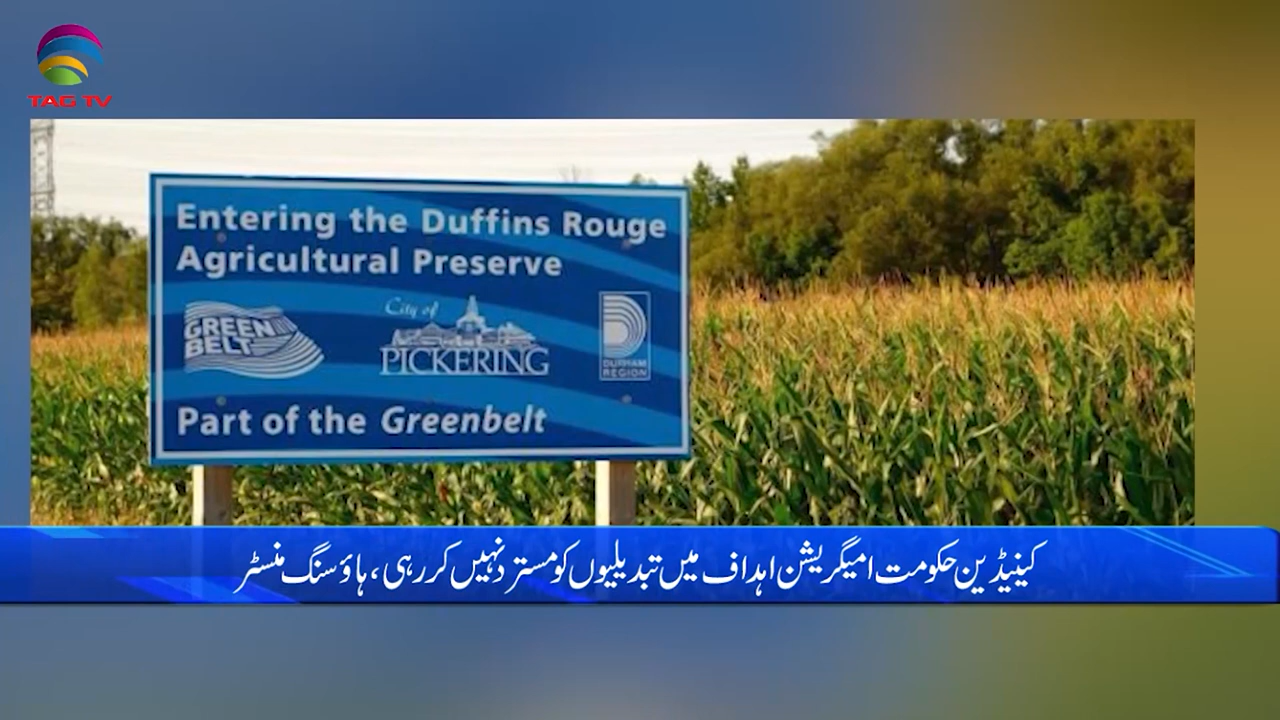 TAG TV
Entering the Duffins Rouge
Agricultural Preserve
GREEN
BELT
City of
PICKERING
DURHAM
REGION
Part of the Greenbelt
کینیڈین حکومت امیگریشن اہداف میں تبدیلیوں کو مسترد نہیں کر رہی، ہاؤسنگ منسٹر